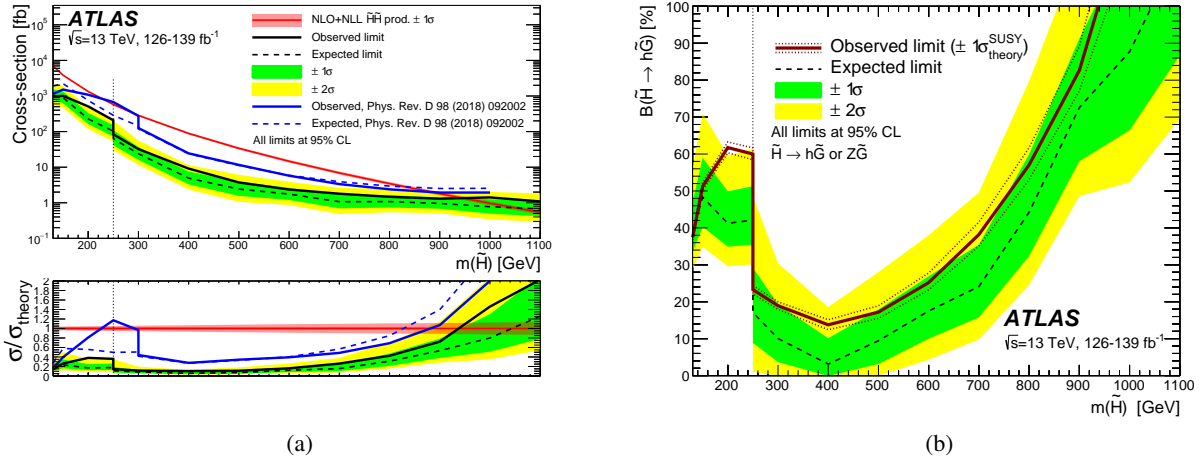 ATLAS
√s=13 TeV, 126-139 fb⁻¹
NLO+NLL H̃H̃ prod. ± 1σ
Observed limit
Expected limit
± 1σ
± 2σ
Observed, Phys. Rev. D 98 (2018) 092002
Expected, Phys. Rev. D 98 (2018) 092002
All limits at 95% CL
Cross-section [fb]
10⁵
10⁴
10³
10²
10
1
10⁻¹
200 300 400 500 600 700 800 900 1000 1100
m(H̃) [GeV]
σ/σtheory
2
1.8
1.6
1.4
1.2
1
0.8
0.6
0.4
0.2
0
(a)
B(H̃ → hG̃) [%]
100
90
80
70
60
50
40
30
20
10
0
Observed limit (± 1σ^SUSY_theory)
Expected limit
± 1σ
± 2σ
All limits at 95% CL
H̃ → hG̃ or ZG̃
ATLAS
√s=13 TeV, 126-139 fb⁻¹
200 300 400 500 600 700 800 900 1000 1100
m(H̃) [GeV]
(b)